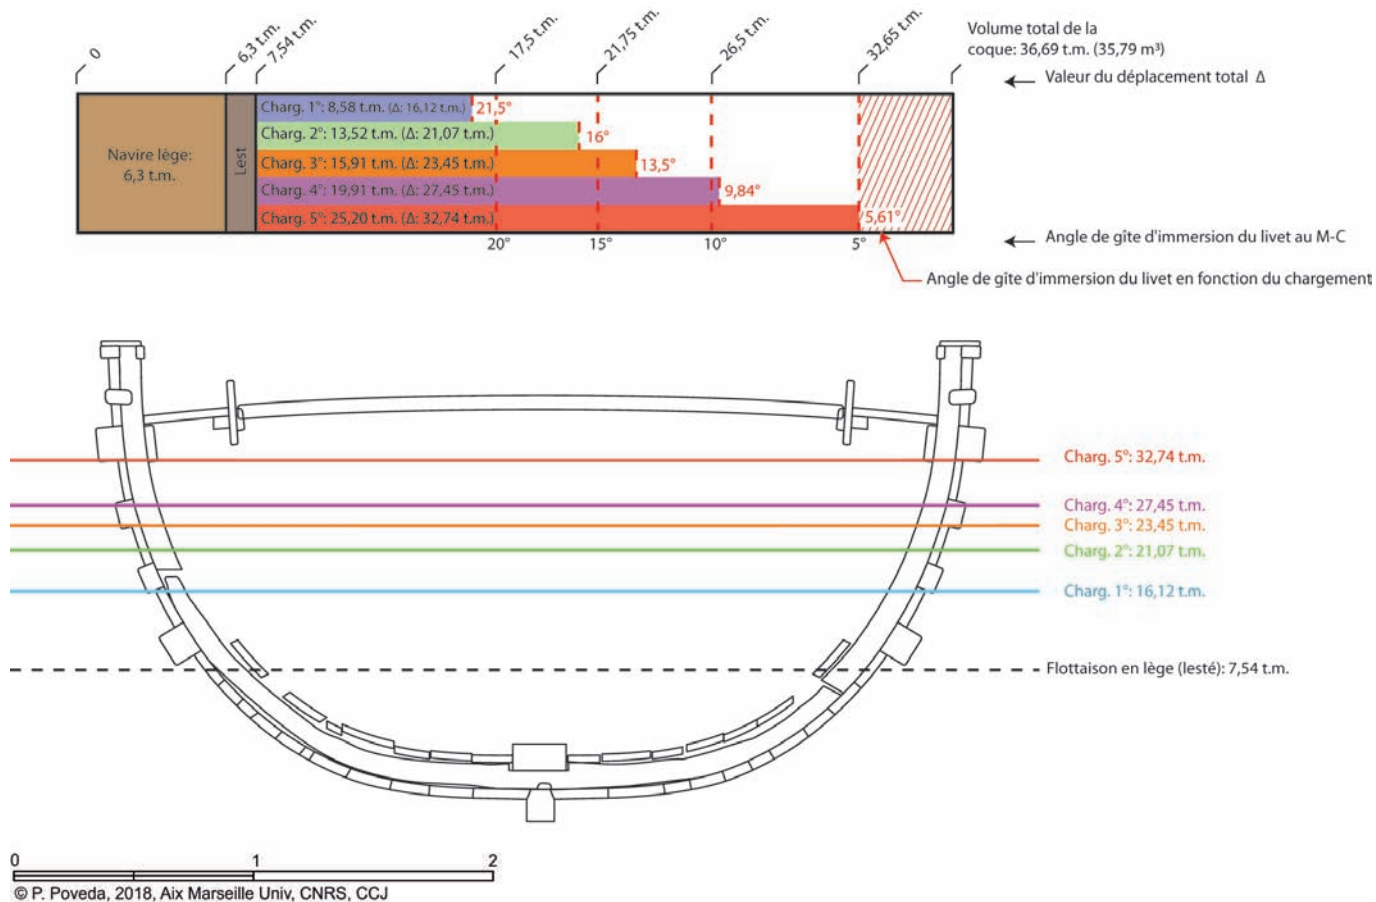 0
6,3 t.m.
7,54 t.m.
17,5 t.m.
21,75 t.m.
26,5 t.m.
32,65 t.m.
Volume total de la
coque: 36,69 t.m. (35,79 m³)
Valeur du déplacement total Δ
Navire lége:
6,3 t.m.
Lest
Charg. 1°: 8,58 t.m. (Δ: 16,12 t.m.)
21,5°
Charg. 2°: 13,52 t.m. (Δ: 21,07 t.m.)
16°
Charg. 3°: 15,91 t.m. (Δ: 23,45 t.m.)
13,5°
Charg. 4°: 19,91 t.m. (Δ: 27,45 t.m.)
9,84°
Charg. 5°: 25,20 t.m. (Δ: 32,74 t.m.)
5,61°
20°
15°
10°
5°
Angle de gîte d'immersion du livet au M-C
Angle de gîte d'immersion du livet en fonction du chargement
Charg. 5°: 32,74 t.m.
Charg. 4°: 27,45 t.m.
Charg. 3°: 23,45 t.m.
Charg. 2°: 21,07 t.m.
Charg. 1°: 16,12 t.m.
Flottaison en lège (lesté): 7,54 t.m.
0 1 2
© P. Poveda, 2018, Aix Marseille Univ, CNRS, CCJ